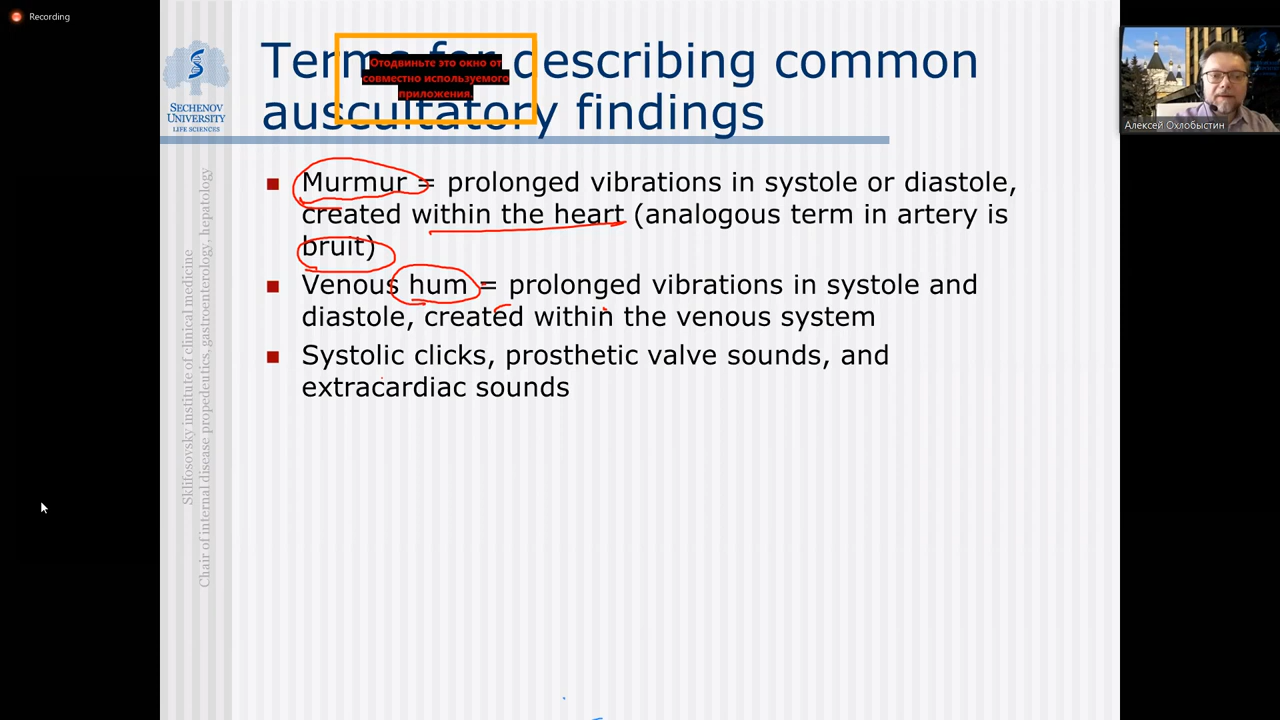 Recording
Terms for describing common
auscultatory findings
Отодвиньте это окно от
совместно используемого
приложения.
SECHENOV
UNIVERSITY
LIFE SCIENCES
Алексей Охлобыстин
Murmur = prolonged vibrations in systole or diastole,
created within the heart (analogous term in artery is
bruit)
Venous hum = prolonged vibrations in systole and
diastole, created within the venous system
Systolic clicks, prosthetic valve sounds, and
extracardiac sounds
Sklifosovsky institute of clinical medicine
Chair of internal disease propedeutics, gastroenterology, hepatology